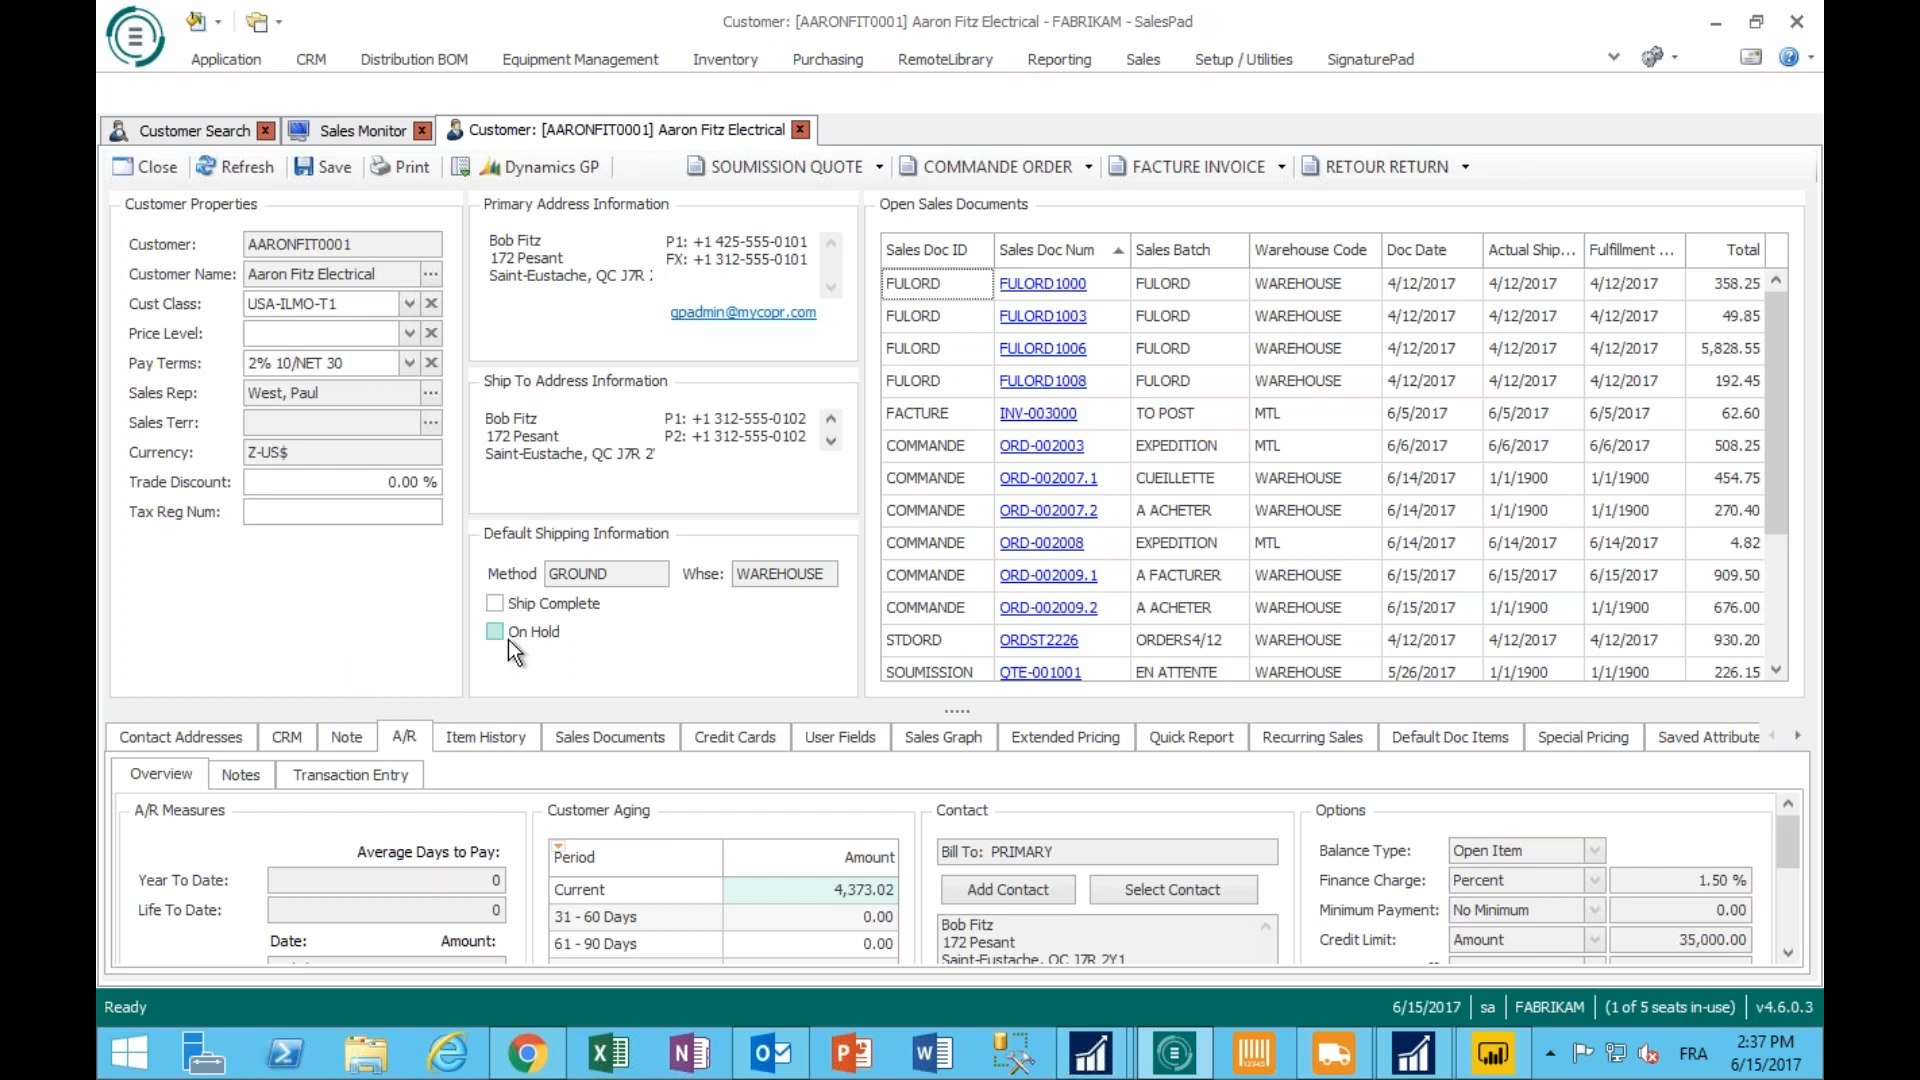 Customer: [AARONFIT0001] Aaron Fitz Electrical - FABRIKAM - SalesPad
Application CRM Distribution BOM Equipment Management Inventory Purchasing RemoteLibrary Reporting Sales Setup / Utilities SignaturePad
Customer Search Sales Monitor Customer: [AARONFIT0001] Aaron Fitz Electrical
Close Refresh Save Print Dynamics GP SOUMISSION QUOTE COMMANDE ORDER FACTURE INVOICE RETOUR RETURN
Customer Properties
Customer: AARONFIT0001
Customer Name: Aaron Fitz Electrical ...
Cust Class: USA-ILMO-T1
Price Level:
Pay Terms: 2% 10/NET 30
Sales Rep: West, Paul ...
Sales Terr: ...
Currency: Z-US$
Trade Discount: 0.00 %
Tax Reg Num:
Primary Address Information
Bob Fitz P1: +1 425-555-0101
172 Pesant FX: +1 312-555-0101
Saint-Eustache, QC J7R
gpadmin@mycopr.com
Ship To Address Information
Bob Fitz P1: +1 312-555-0102
172 Pesant P2: +1 312-555-0102
Saint-Eustache, QC J7R
Default Shipping Information
Method GROUND Whse: WAREHOUSE
Ship Complete
On Hold
Open Sales Documents
Sales Doc ID Sales Doc Num Sales Batch Warehouse Code Doc Date Actual Ship... Fulfillment ... Total
FULORD FULORD1000 FULORD WAREHOUSE 4/12/2017 4/12/2017 4/12/2017 358.25
FULORD FULORD1003 FULORD WAREHOUSE 4/12/2017 4/12/2017 4/12/2017 49.85
FULORD FULORD1006 FULORD WAREHOUSE 4/12/2017 4/12/2017 4/12/2017 5,828.55
FULORD FULORD1008 FULORD WAREHOUSE 4/12/2017 4/12/2017 4/12/2017 192.45
FACTURE INV-003000 TO POST MTL 6/5/2017 6/5/2017 6/5/2017 62.60
COMMANDE ORD-002003 EXPEDITION MTL 6/6/2017 6/6/2017 6/6/2017 508.25
COMMANDE ORD-002007.1 CUEILLETTE WAREHOUSE 6/14/2017 1/1/1900 1/1/1900 454.75
COMMANDE ORD-002007.2 A ACHETER WAREHOUSE 6/14/2017 1/1/1900 1/1/1900 270.40
COMMANDE ORD-002008 EXPEDITION MTL 6/14/2017 6/14/2017 6/14/2017 4.82
COMMANDE ORD-002009.1 A FACTURER WAREHOUSE 6/15/2017 6/15/2017 6/15/2017 909.50
COMMANDE ORD-002009.2 A ACHETER WAREHOUSE 6/15/2017 1/1/1900 1/1/1900 676.00
STDORD ORDST2226 ORDERS4/12 WAREHOUSE 4/12/2017 4/12/2017 4/12/2017 930.20
SOUMISSION QTE-001001 EN ATTENTE WAREHOUSE 5/26/2017 1/1/1900 1/1/1900 226.15
Contact Addresses CRM Note A/R Item History Sales Documents Credit Cards User Fields Sales Graph Extended Pricing Quick Report Recurring Sales Default Doc Items Special Pricing Saved Attribute
Overview Notes Transaction Entry
A/R Measures
Average Days to Pay:
Year To Date: 0
Life To Date: 0
Date: Amount:
Customer Aging
Period Amount
Current 4,373.02
31 - 60 Days 0.00
61 - 90 Days 0.00
Contact
Bill To: PRIMARY
Add Contact Select Contact
Bob Fitz
172 Pesant
Saint-Eustache, QC J7R 2Y1
Options
Balance Type: Open Item
Finance Charge: Percent 1.50 %
Minimum Payment: No Minimum 0.00
Credit Limit: Amount 35,000.00
Ready 6/15/2017 sa FABRIKAM (1 of 5 seats in-use) v4.6.0.3
FRA 2:37 PM
6/15/2017